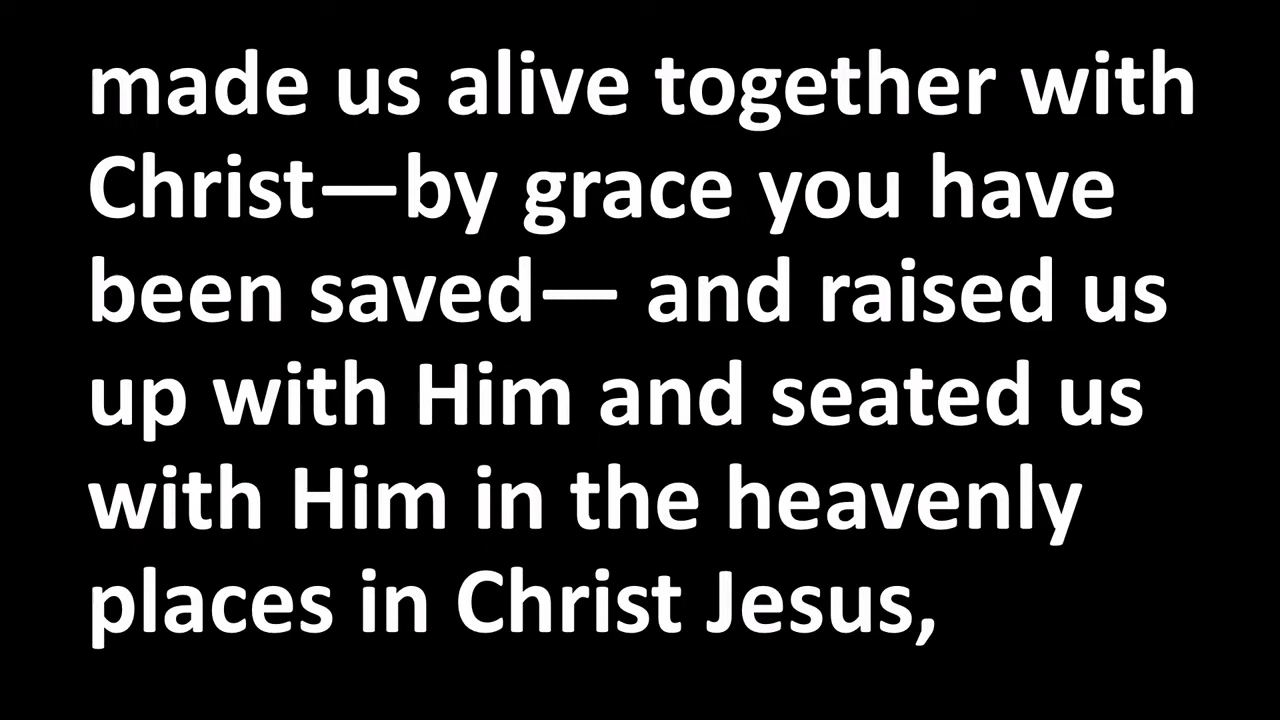 made us alive together with
Christ—by grace you have
been saved— and raised us
up with Him and seated us
with Him in the heavenly
places in Christ Jesus,